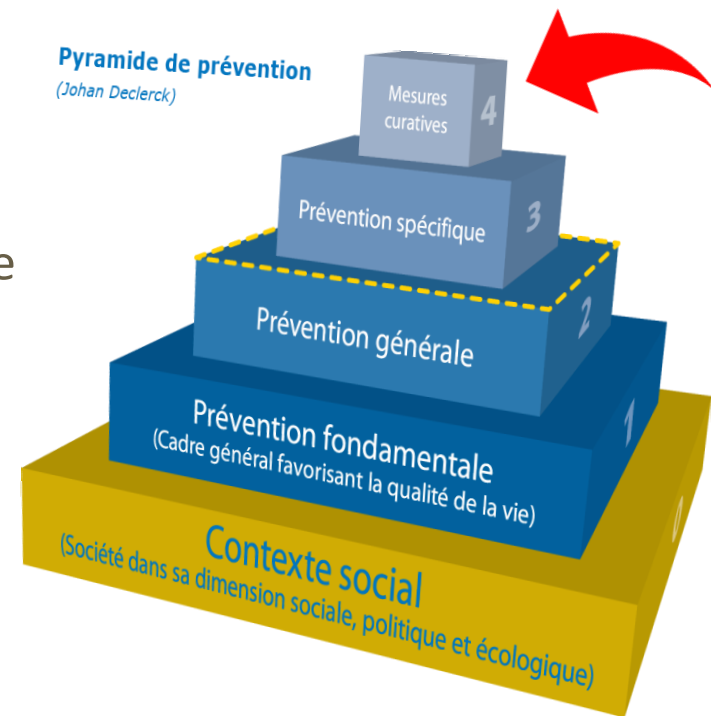 Pyramide de prévention
(Johan Declerck)
Mesures
curatives
4
Prévention spécifique
3
e
Prévention générale
2
Prévention fondamentale
(Cadre général favorisant la qualité de la vie)
1
Contexte social
(Société dans sa dimension sociale, politique et écologique)
0